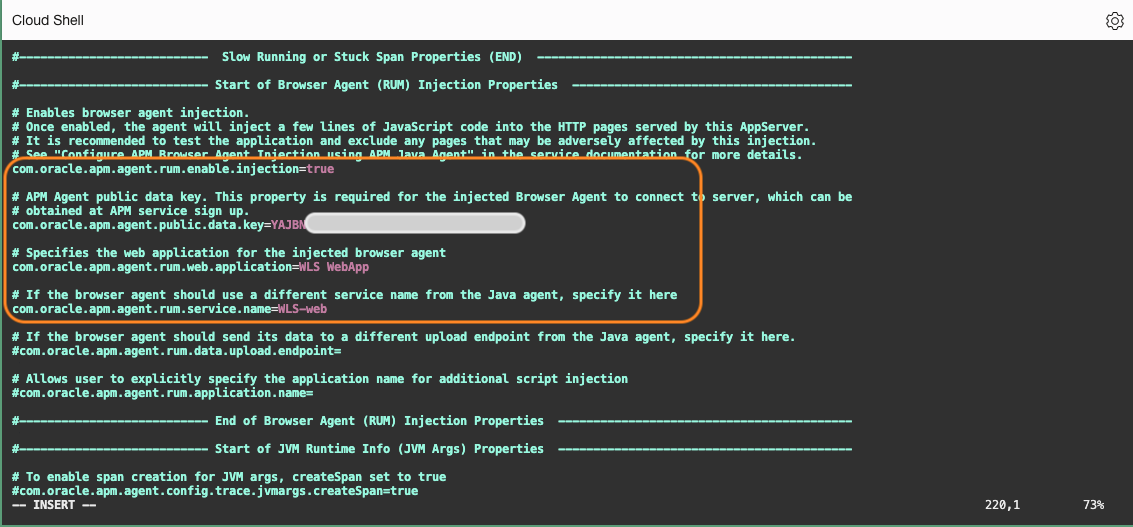 Cloud Shell
#--------------------------- Slow Running or Stuck Span Properties (END) ---------------------------------------------
#--------------------------- Start of Browser Agent (RUM) Injection Properties ----------------------------------------
# Enables browser agent injection.
# Once enabled, the agent will inject a few lines of JavaScript code into the HTTP pages served by this AppServer.
# It is recommended to test the application and exclude any pages that may be adversely affected by this injection.
# See "Configure APM Browser Agent Injection using APM Java Agent" in the service documentation for more details.
com.oracle.apm.agent.rum.enable.injection=true
# APM Agent public data key. This property is required for the injected Browser Agent to connect to server, which can be
# obtained at APM service sign up.
com.oracle.apm.agent.public.data.key=YAJBN
# Specifies the web application for the injected browser agent
com.oracle.apm.agent.rum.web.application=WLS WebApp
# If the browser agent should use a different service name from the Java agent, specify it here
com.oracle.apm.agent.rum.service.name=WLS-web
# If the browser agent should send its data to a different upload endpoint from the Java agent, specify it here.
#com.oracle.apm.agent.rum.data.upload.endpoint=
# Allows user to explicitly specify the application name for additional script injection
#com.oracle.apm.agent.rum.application.name=
#--------------------------- End of Browser Agent (RUM) Injection Properties ------------------------------------------
#--------------------------- Start of JVM Runtime Info (JVM Args) Properties ------------------------------------------
# To enable span creation for JVM args, createSpan set to true
#com.oracle.apm.agent.config.trace.jvmargs.createSpan=true
-- INSERT -- 220,1 73%